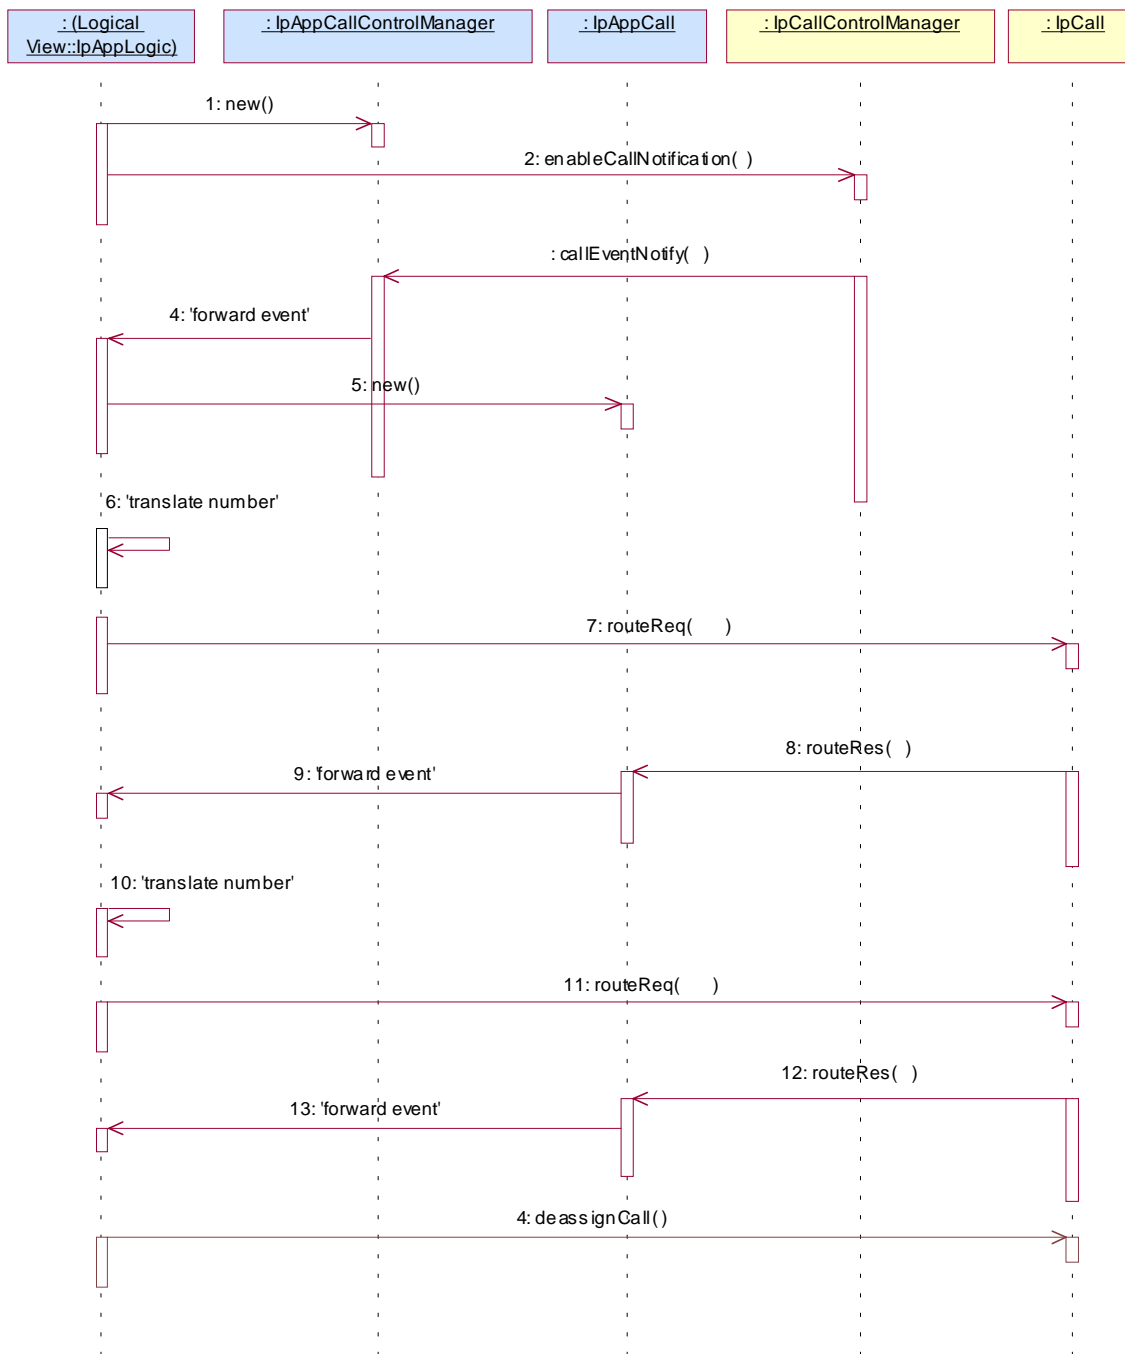 : (Logical
View::IpAppLogic)
: IpAppCallControlManager
: IpAppCall
: IpCallControlManager
: IpCall
1: new()
2: enableCallNotification( )
: callEventNotify( )
4: 'forward event'
5: new()
6: 'translate number'
7: routeReq( )
8: routeRes( )
9: 'forward event'
10: 'translate number'
11: routeReq( )
12: routeRes( )
13: 'forward event'
4: deassignCall()